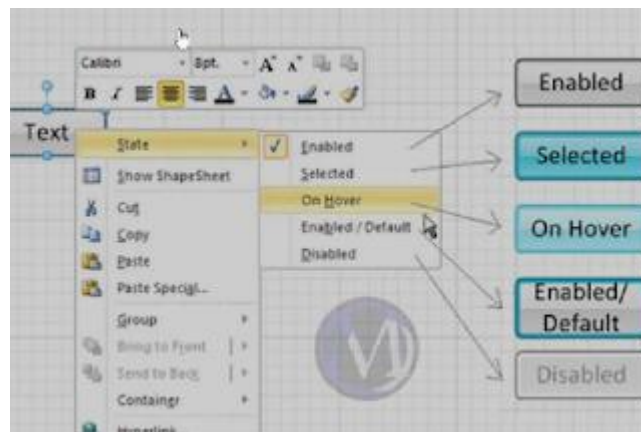 Calibri 8pt. A A
B I A
Text
State
Show ShapeSheet
Cut
Copy
Paste
Paste Special...
Group
Bring to Front
Send to Back
Container
Hyperlink
Enabled
Selected
On Hover
Enabled / Default
Disabled
Enabled
Selected
On Hover
Enabled/
Default
Disabled